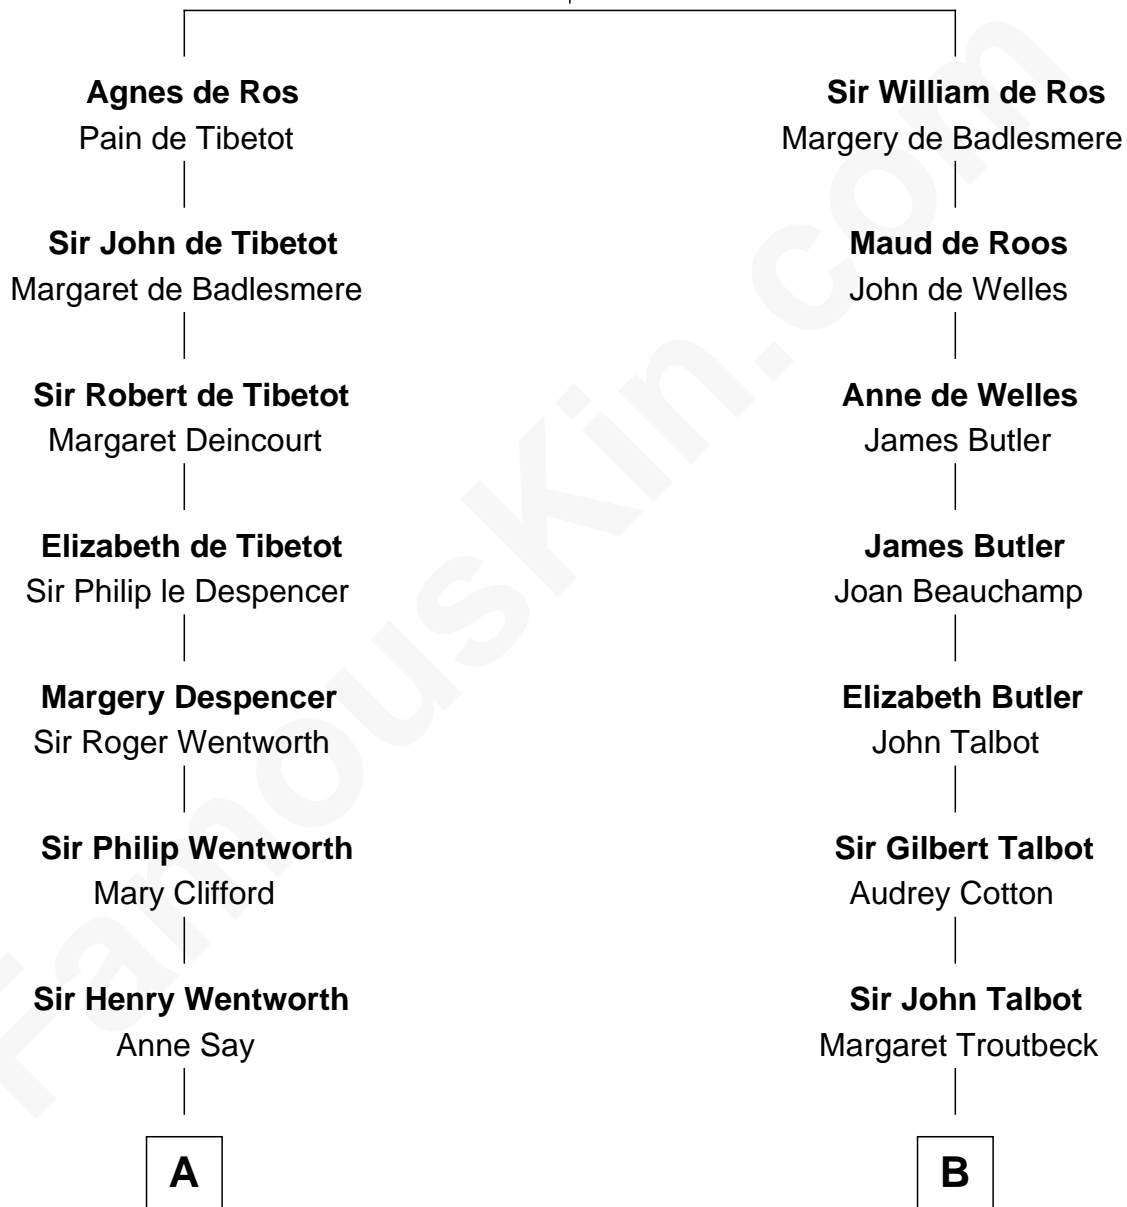 Agnes de Ros
Pain de Tibetot
Sir John de Tibetot
Margaret de Badlesmere
Sir Robert de Tibetot
Margaret Deincourt
Elizabeth de Tibetot
Sir Philip le Despencer
Margery Despencer
Sir Roger Wentworth
Sir Philip Wentworth
Mary Clifford
Sir Henry Wentworth
Anne Say
A
Sir William de Ros
Margery de Badlesmere
Maud de Roos
John de Welles
Anne de Welles
James Butler
James Butler
Joan Beauchamp
Elizabeth Butler
John Talbot
Sir Gilbert Talbot
Audrey Cotton
Sir John Talbot
Margaret Troutbeck
B
FamousKin.com